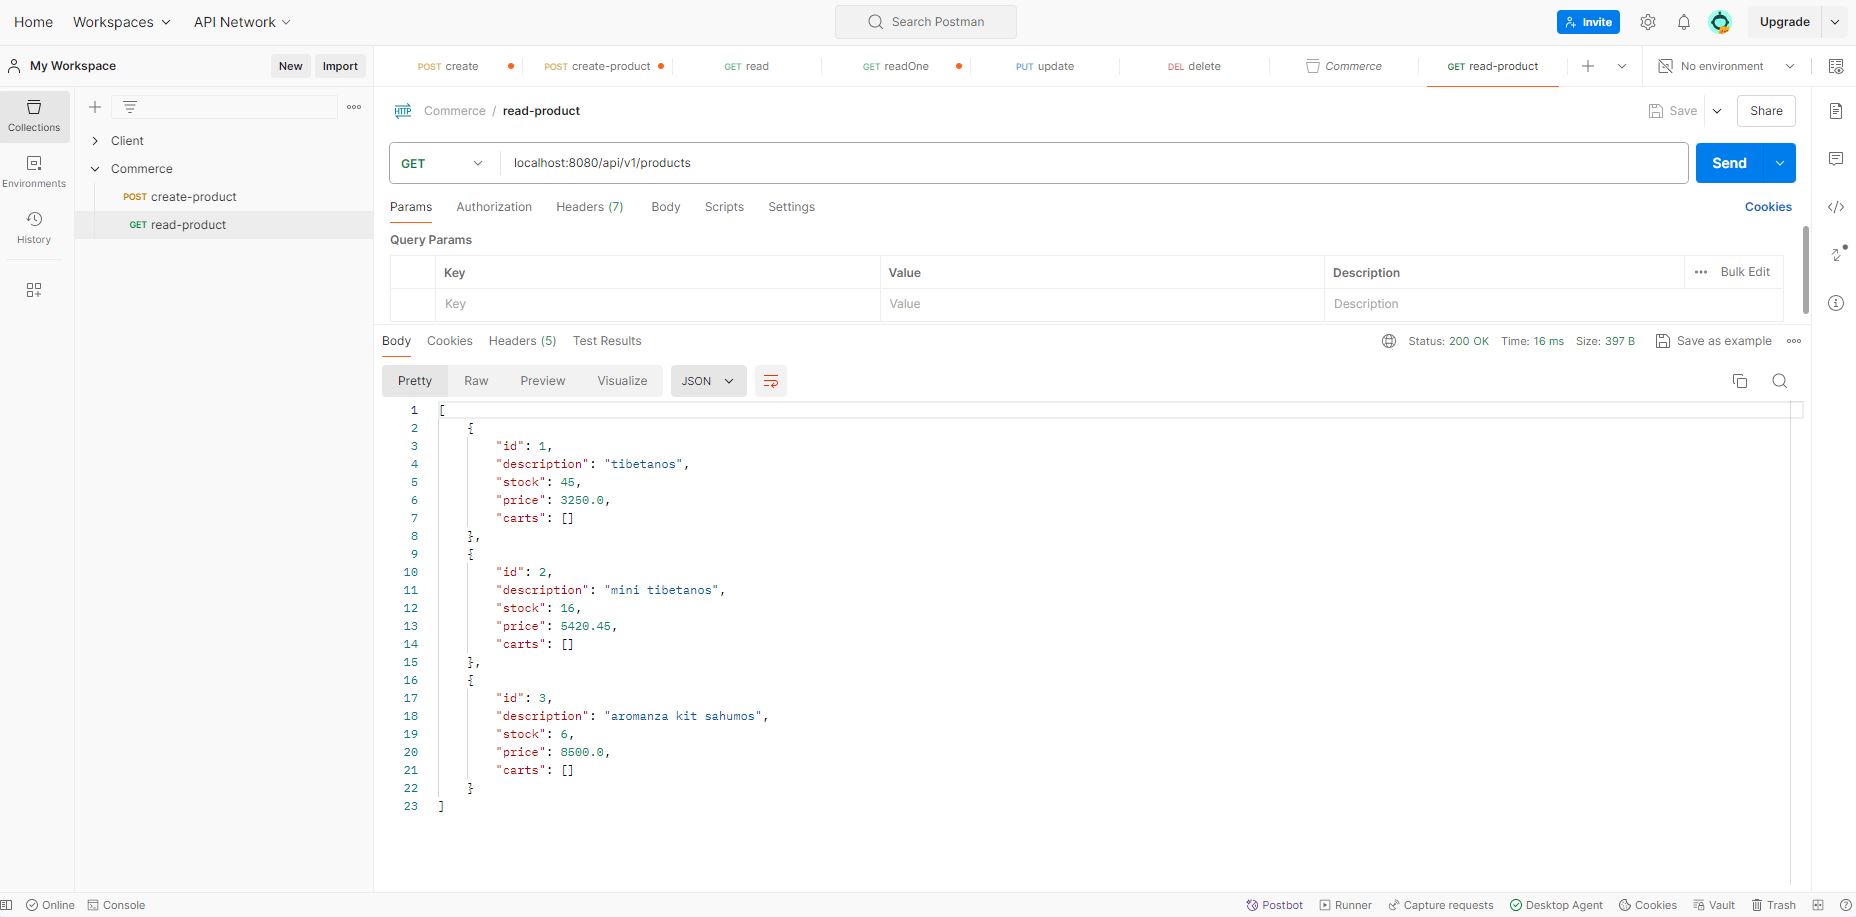 Home Workspaces API Network Search Postman Invite Upgrade
My Workspace New Import POST create POST create-product GET read GET readOne PUT update DEL delete Commerce GET read-product No environment
Collections
Environments
History
Client
Commerce
POST create-product
GET read-product
HTTP Commerce / read-product Save Share
GET localhost:8080/api/v1/products Send
Params Authorization Headers (7) Body Scripts Settings Cookies
Query Params
Key Value Description Bulk Edit
Key Value Description
Body Cookies Headers (5) Test Results Status: 200 OK Time: 16 ms Size: 397 B Save as example
Pretty Raw Preview Visualize JSON
1 [
2 {
3 "id": 1,
4 "description": "tibetanos",
5 "stock": 45,
6 "price": 3250.0,
7 "carts": []
8 },
9 {
10 "id": 2,
11 "description": "mini tibetanos",
12 "stock": 16,
13 "price": 5420.45,
14 "carts": []
15 },
16 {
17 "id": 3,
18 "description": "aromanza kit sahumos",
19 "stock": 6,
20 "price": 8500.0,
21 "carts": []
22 }
23 ]
Online Console Postbot Runner Capture requests Desktop Agent Cookies Vault Trash